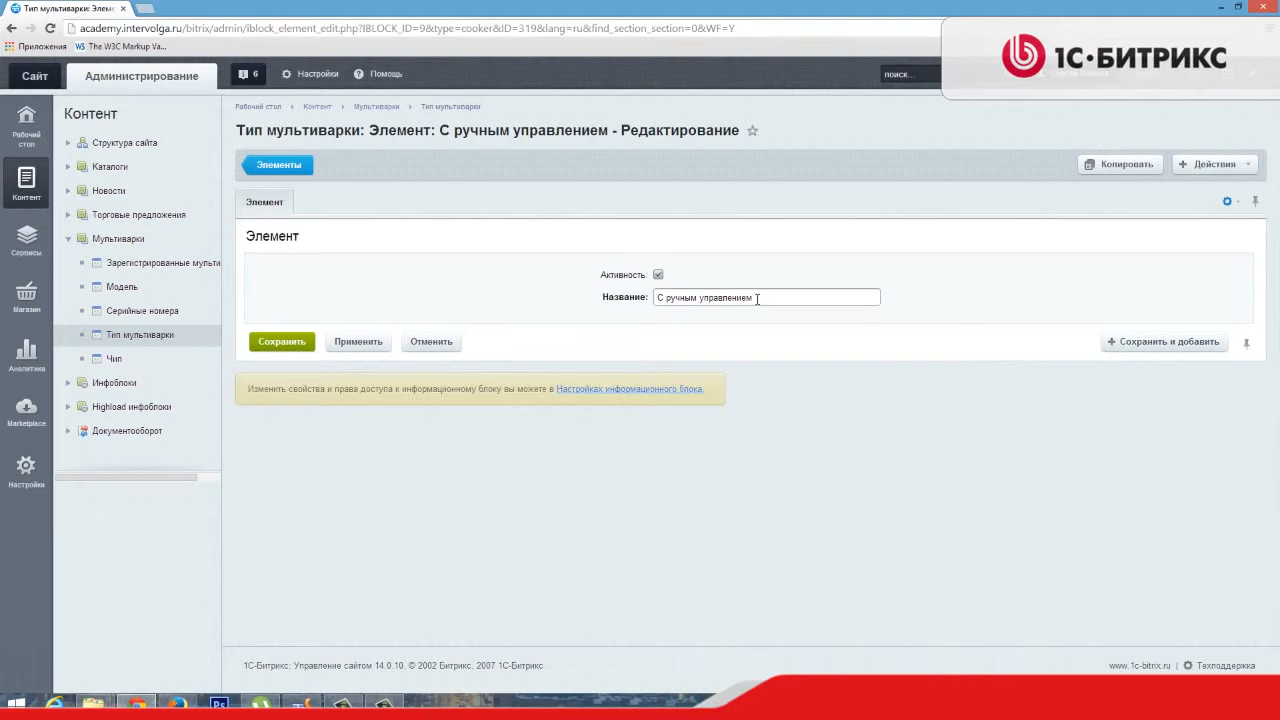 Тип мультиварки: Элеме
academy.intervolga.ru/bitrix/admin/iblock_element_edit.php?IBLOCK_ID=9&type=cooker&ID=319&lang=ru&find_section_section=0&WF=Y
Приложения
The W3C Markup Va...
1С·БИТРИКС
Сайт
Администрирование
6
Настройки
Помощь
поиск...
Рабочий стол
Контент
Сервисы
Магазин
Аналитика
Marketplace
Настройки
Контент
Структура сайта
Каталоги
Новости
Торговые предложения
Мультиварки
Зарегистрированные мульти
Модель
Серийные номера
Тип мультиварки
Чип
Инфоблоки
Highload инфоблоки
Документооборот
Рабочий стол Контент Мультиварки Тип мультиварки
Тип мультиварки: Элемент: С ручным управлением - Редактирование
Элементы
Копировать
Действия
Элемент
Элемент
Активность:
Название: С ручным управлением
Сохранить Применить Отменить
Сохранить и добавить
Изменить свойства и права доступа к информационному блоку вы можете в Настройках информационного блока.
1С-Битрикс: Управление сайтом 14.0.10. © 2002 Битрикс, 2007 1С-Битрикс
www.1c-bitrix.ru
Техподдержка